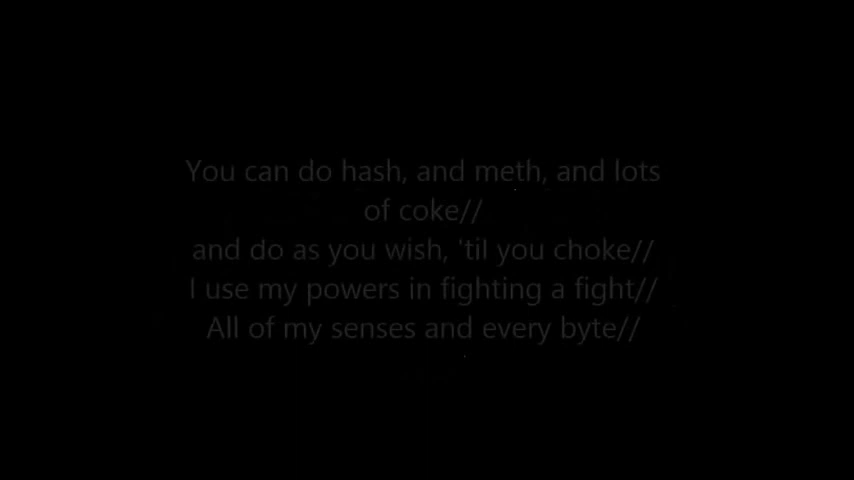 You can do hash, and meth, and lots
of coke//
and do as you wish, 'til you choke//
I use my powers in fighting a fight//
All of my senses and every byte//